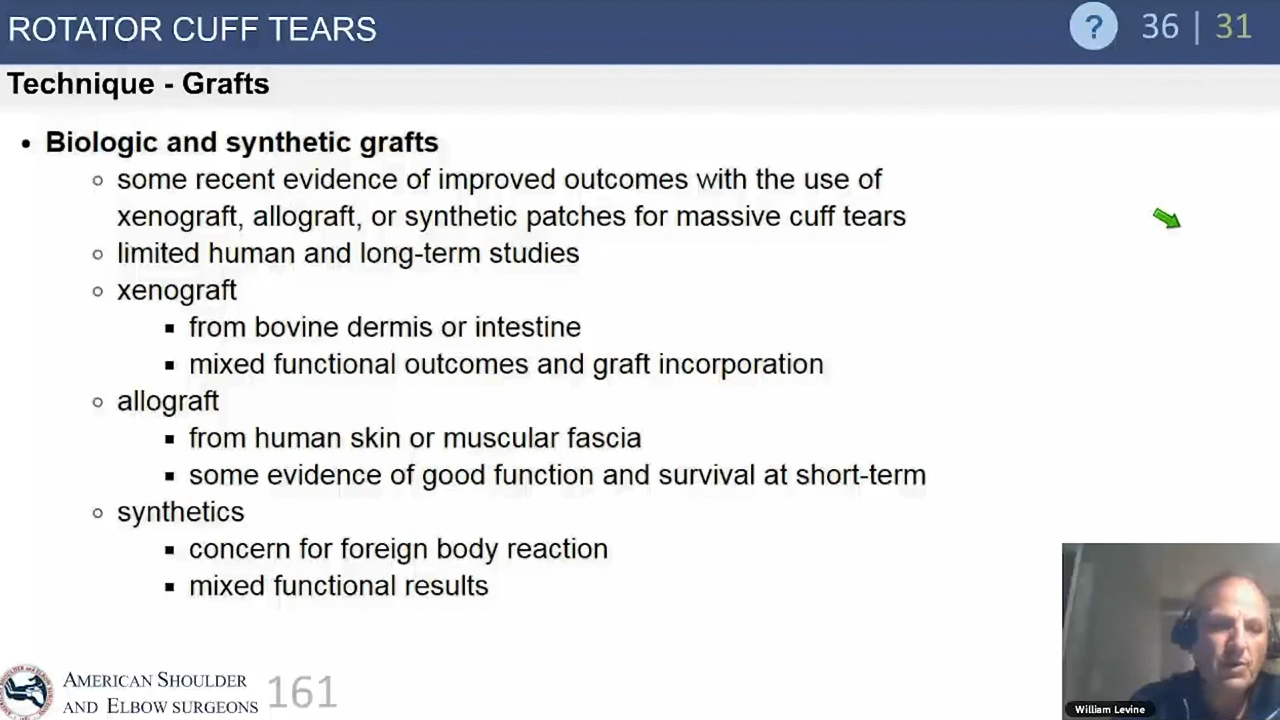 ROTATOR CUFF TEARS
? 36 | 31
Technique - Grafts
• Biologic and synthetic grafts
some recent evidence of improved outcomes with the use of
xenograft, allograft, or synthetic patches for massive cuff tears
limited human and long-term studies
xenograft
from bovine dermis or intestine
mixed functional outcomes and graft incorporation
allograft
from human skin or muscular fascia
some evidence of good function and survival at short-term
synthetics
concern for foreign body reaction
mixed functional results
AMERICAN SHOULDER
AND ELBOW SURGEONS
161
William Levine